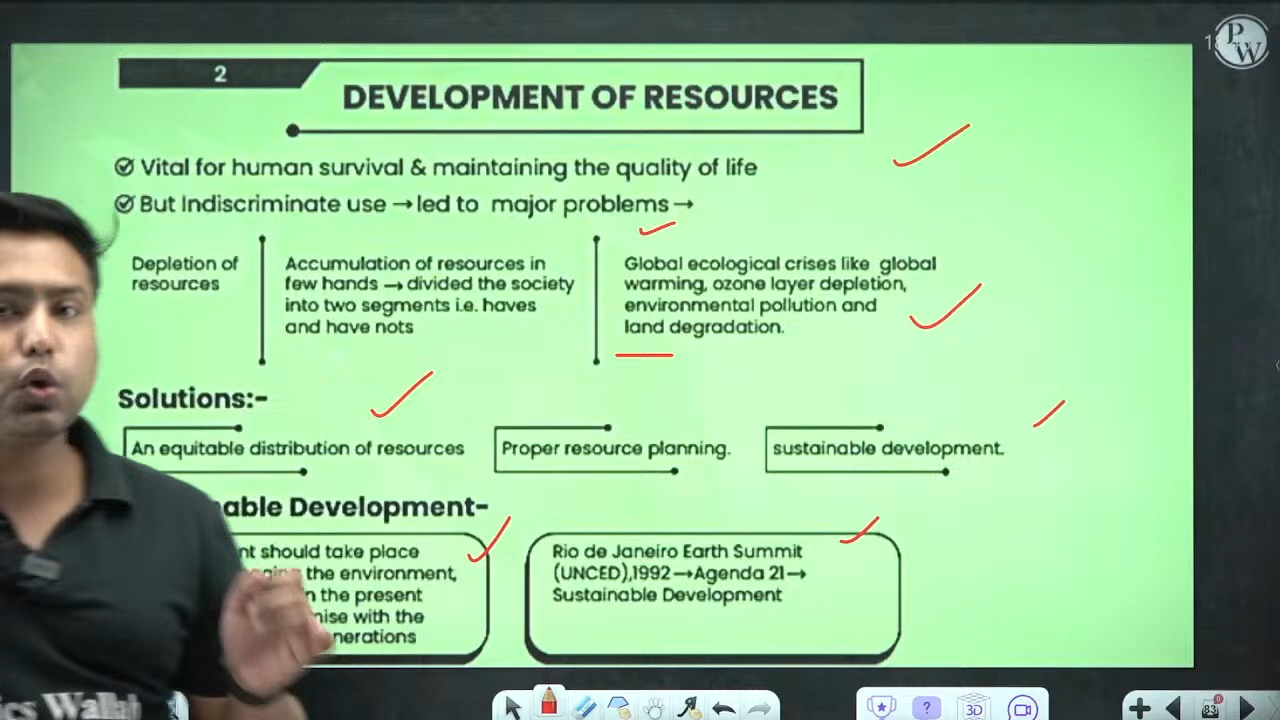 2
DEVELOPMENT OF RESOURCES
Vital for human survival & maintaining the quality of life
But Indiscriminate use → led to major problems →
Depletion of
resources
Accumulation of resources in
few hands → divided the society
into two segments i.e. haves
and have nots
Global ecological crises like global
warming, ozone layer depletion,
environmental pollution and
land degradation.
Solutions:-
An equitable distribution of resources
Proper resource planning.
sustainable development.
Development-
should take place
the environment,
the present
with the
Rio de Janeiro Earth Summit
(UNCED),1992 → Agenda 21 →
Sustainable Development
PW
3D
83